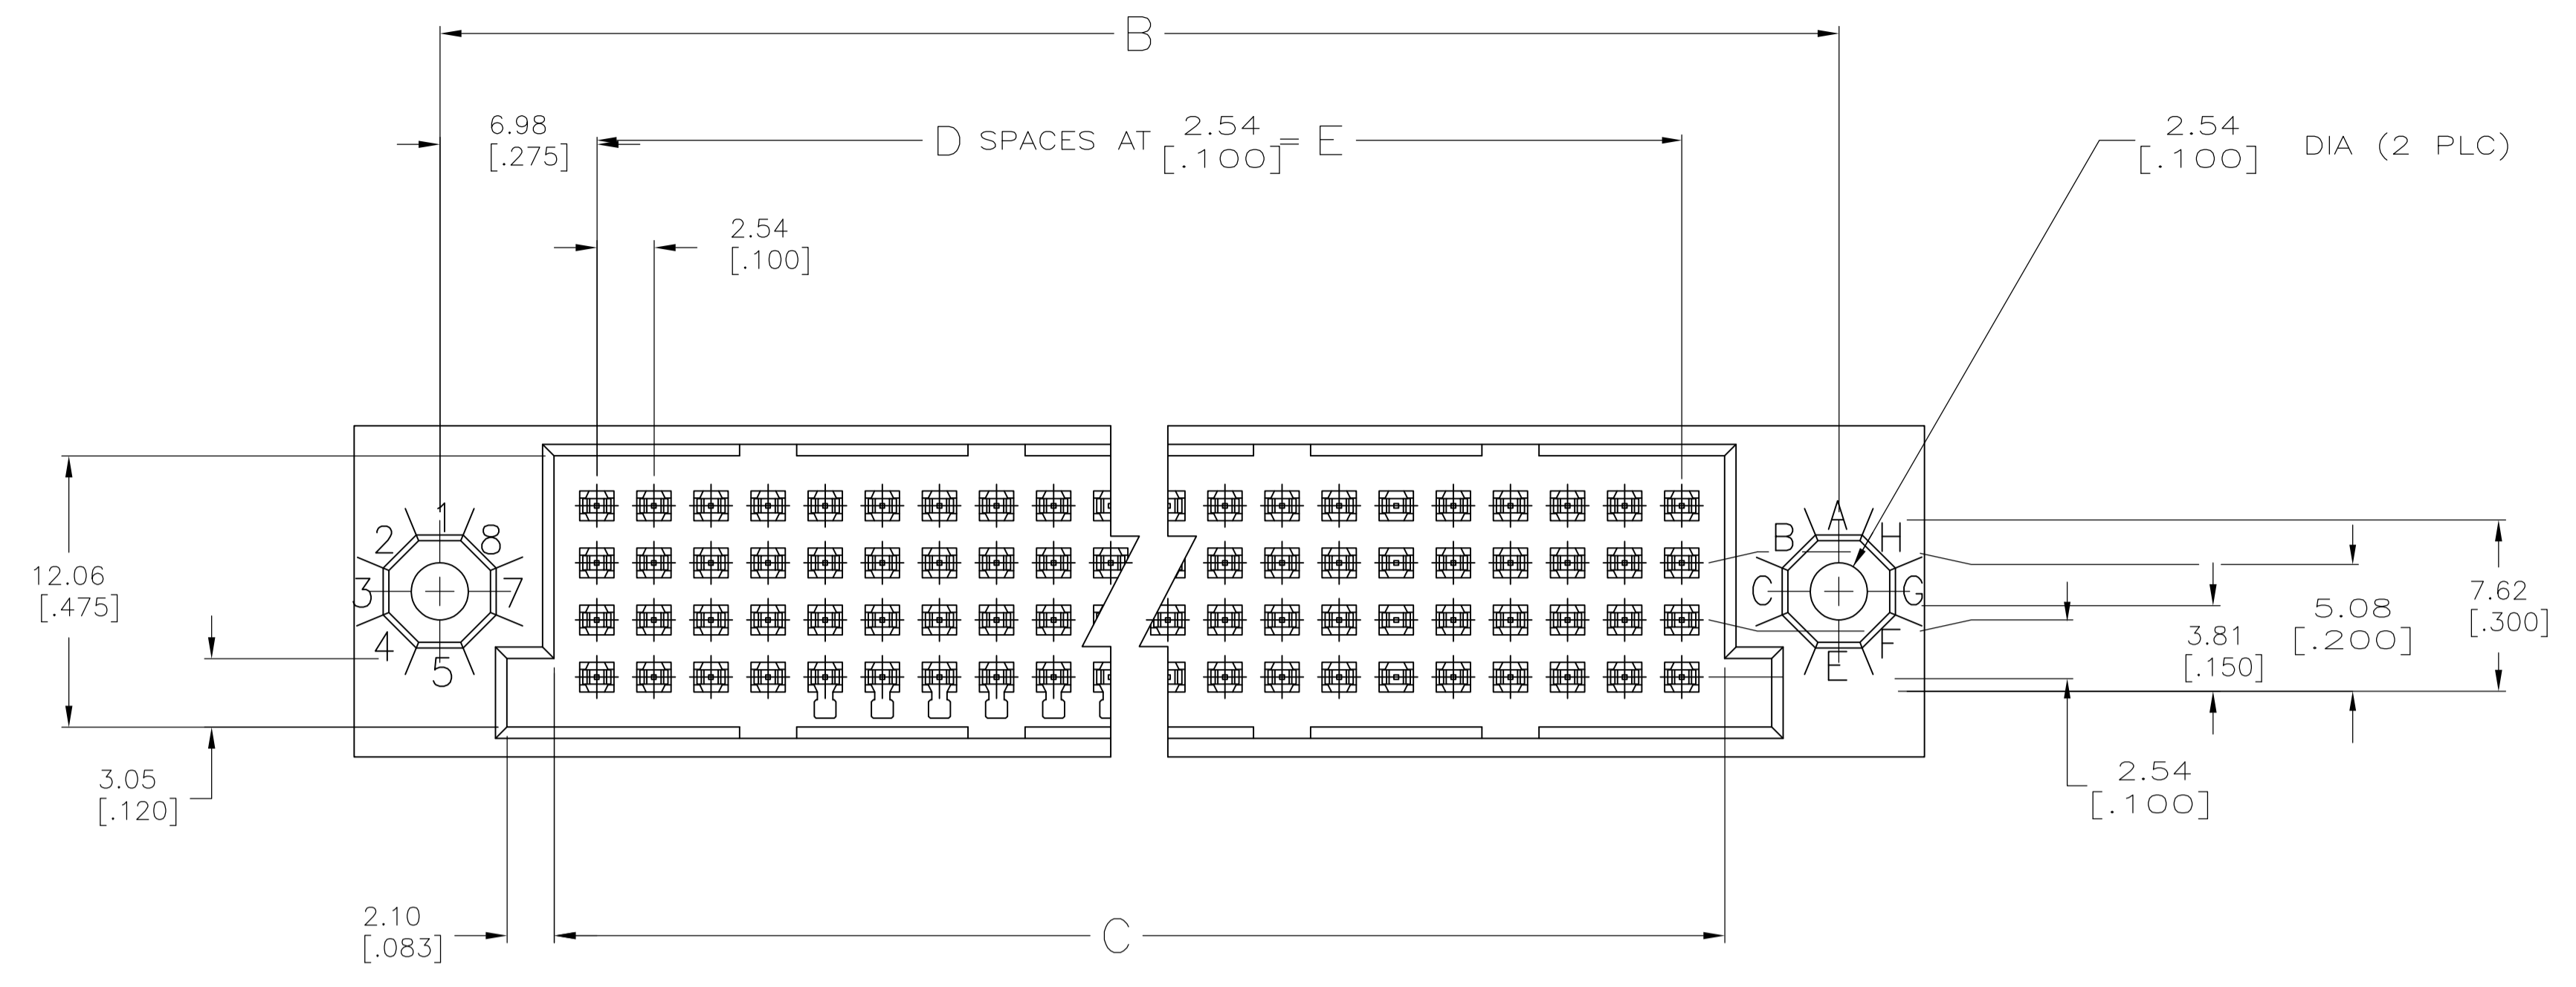 B
6.98
[.275]
D SPACES AT 2.54 = E
[.100]
2.54
[.100]
DIA (2 PLC)
2.54
[.100]
1
2
8
3
7
4
5
A
B
H
C
G
F
E
12.06
[.475]
7.62
[.300]
5.08
[.200]
3.81
[.150]
3.05
[.120]
2.54
[.100]
2.10
[.083]
C